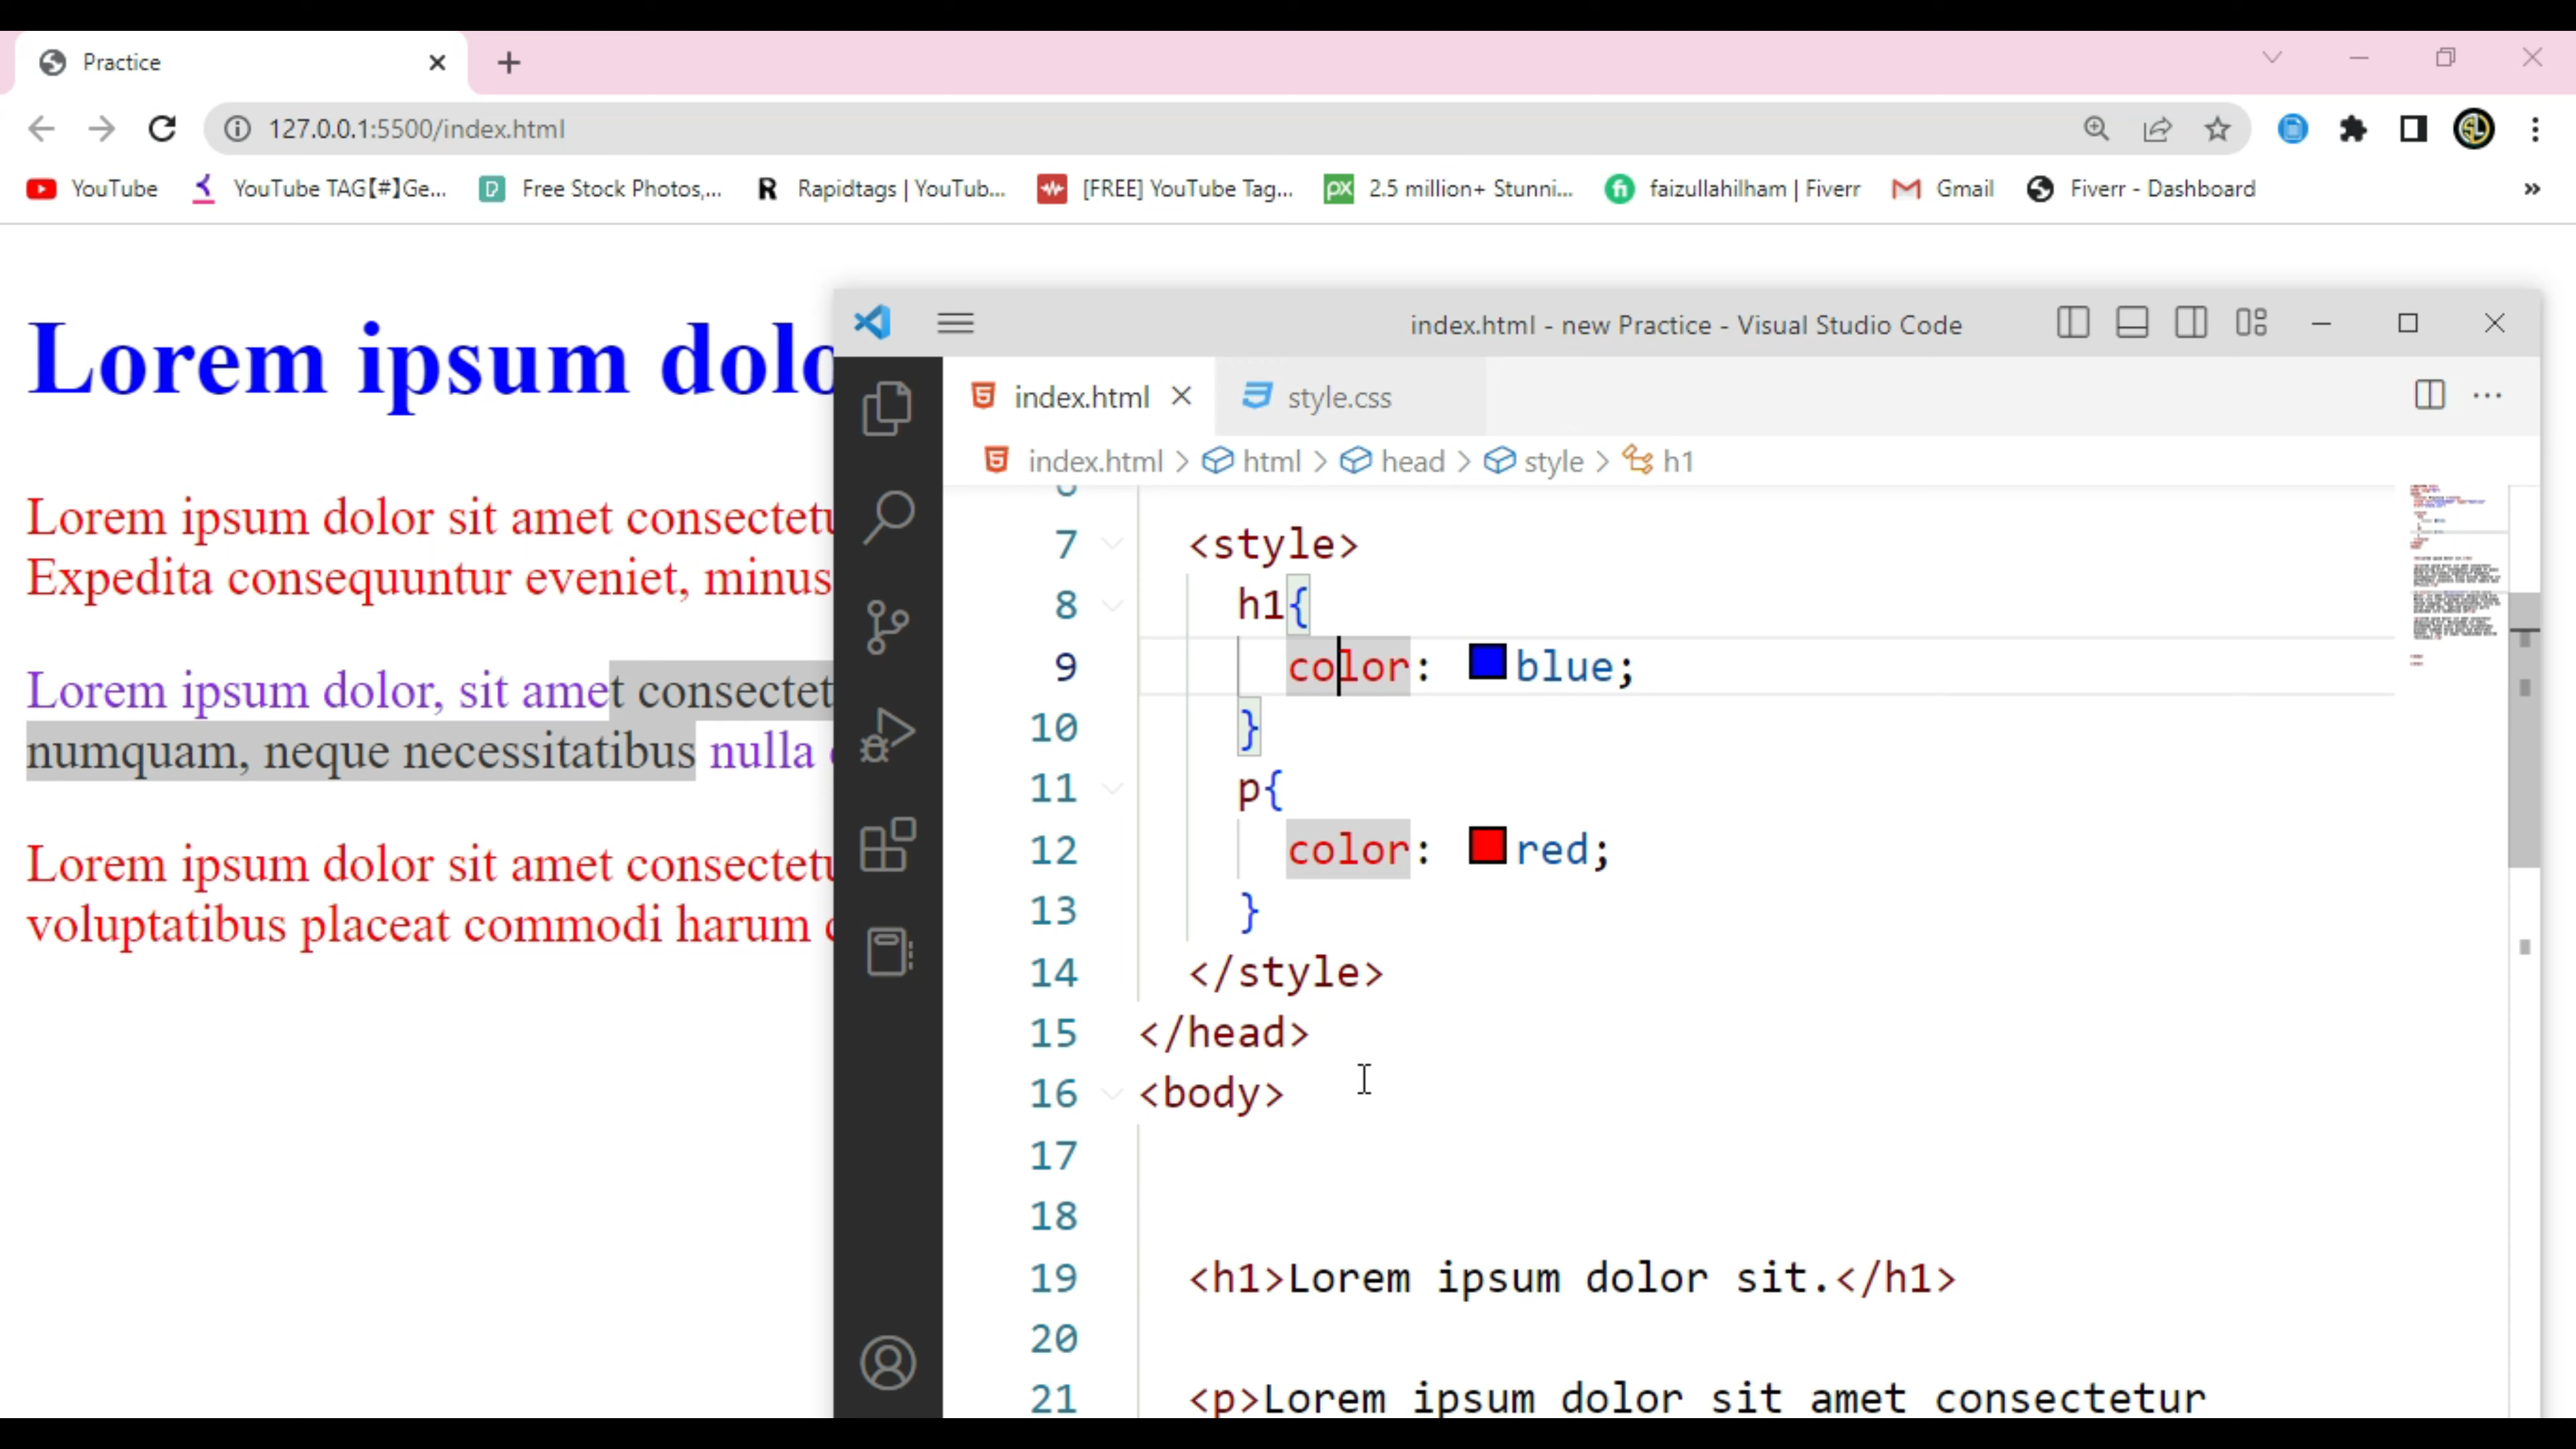 Practice
127.0.0.1:5500/index.html
YouTube
YouTube TAG【#】Ge...
Free Stock Photos,...
Rapidtags | YouTub...
[FREE] YouTube Tag...
2.5 million+ Stunni...
faizullahilham | Fiverr
Gmail
Fiverr - Dashboard
»
Lorem ipsum dolo
Lorem ipsum dolor sit amet consectetu
Expedita consequuntur eveniet, minus
Lorem ipsum dolor, sit amet consectet
numquam, neque necessitatibus nulla
Lorem ipsum dolor sit amet consectetu
voluptatibus placeat commodi harum
index.html - new Practice - Visual Studio Code
index.html
style.css
index.html > html > head > style > h1
7 <style>
8 h1{
9 color: blue;
10 }
11 p{
12 color: red;
13 }
14 </style>
15 </head>
16 <body>
17
18
19 <h1>Lorem ipsum dolor sit.</h1>
20
21 <p>Lorem ipsum dolor sit amet consectetur